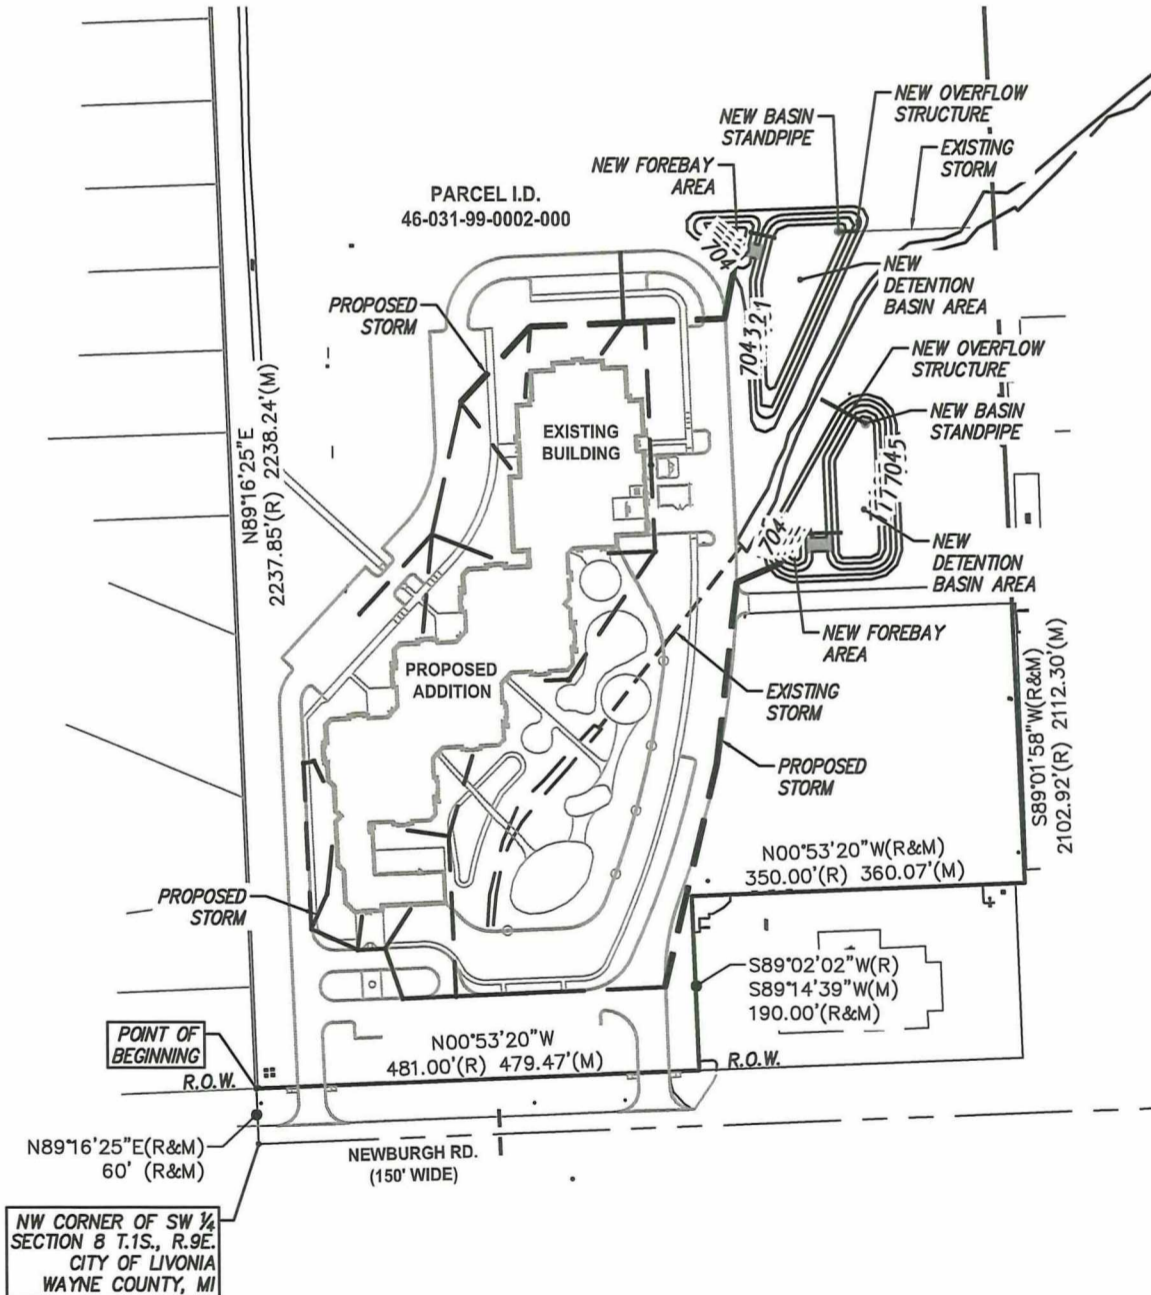 NEW OVERFLOW
STRUCTURE
NEW BASIN
STANDPIPE
EXISTING
STORM
NEW FOREBAY
AREA
PARCEL I.D.
46-031-99-0002-000
704
NEW
DETENTION
BASIN AREA
PROPOSED
STORM
704321
NEW OVERFLOW
STRUCTURE
N89°16'25"E
2237.85'(R) 2238.24'(M)
EXISTING
BUILDING
NEW BASIN
STANDPIPE
7045
704
NEW
DETENTION
BASIN AREA
NEW FOREBAY
AREA
PROPOSED
ADDITION
EXISTING
STORM
S89°01'58"W(R&M)
2102.92'(R) 2112.30'(M)
PROPOSED
STORM
N00°53'20"W(R&M)
350.00'(R) 360.07'(M)
PROPOSED
STORM
S89°02'02"W(R)
S89°14'39"W(M)
190.00'(R&M)
POINT OF
BEGINNING
N00°53'20"W
481.00'(R) 479.47'(M)
R.O.W.
R.O.W.
N89°16'25"E(R&M)
60' (R&M)
NEWBURGH RD.
(150' WIDE)
NW CORNER OF SW ¼
SECTION 8 T.1S., R.9E.
CITY OF LIVONIA
WAYNE COUNTY, MI